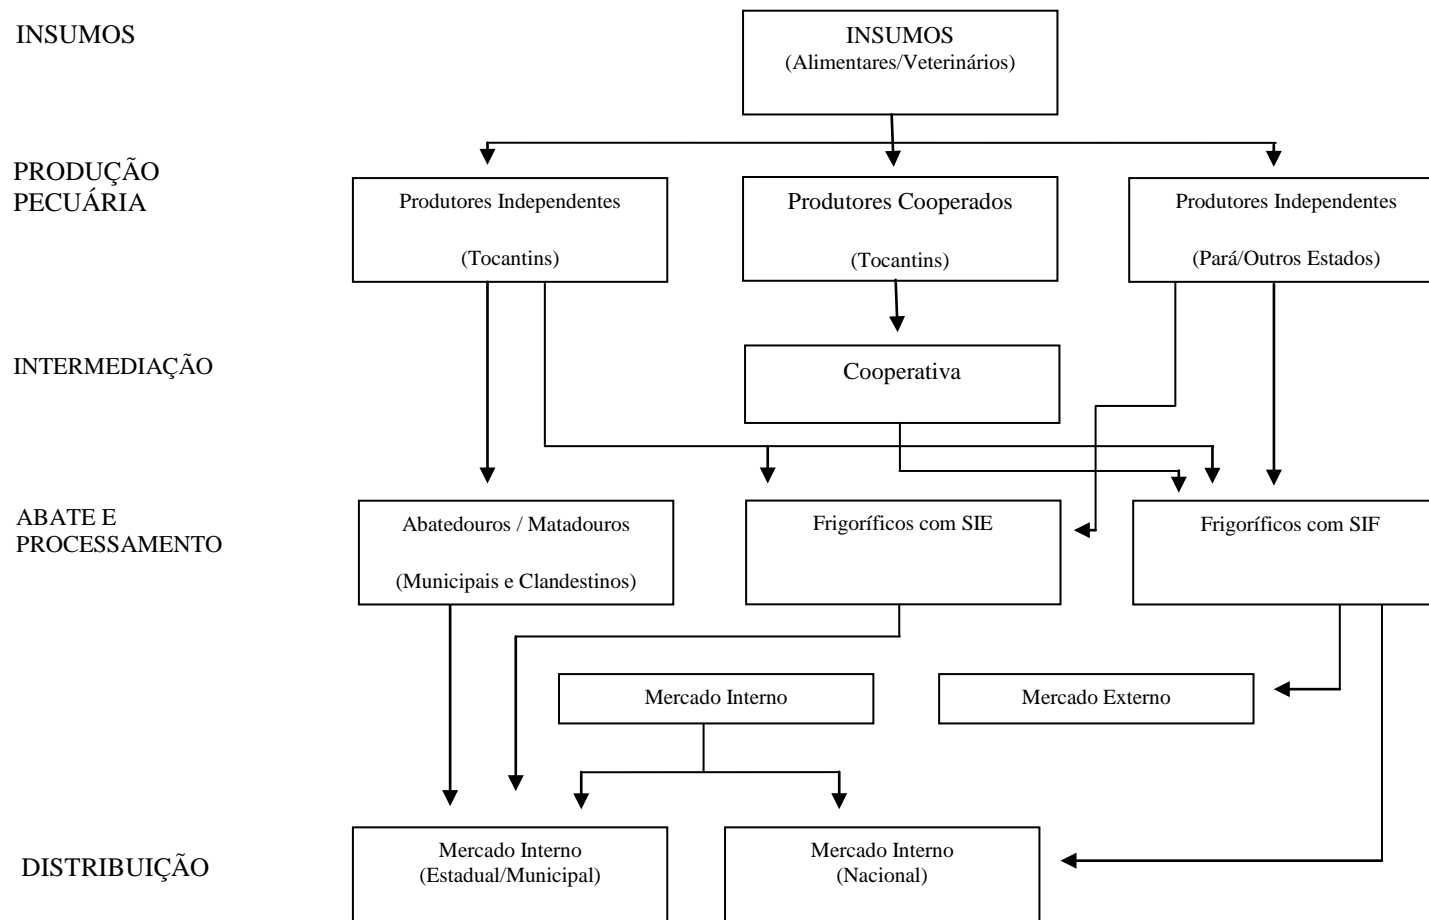 INSUMOS
INSUMOS
(Alimentares/Veterinários)
PRODUÇÃO
PECUÁRIA
Produtores Independentes
(Tocantins)
Produtores Cooperados
(Tocantins)
Produtores Independentes
(Pará/Outros Estados)
INTERMEDIAÇÃO
Cooperativa
ABATE E
PROCESSAMENTO
Abatedouros / Matadouros
(Municipais e Clandestinos)
Frigoríficos com SIE
Frigoríficos com SIF
Mercado Interno
Mercado Externo
DISTRIBUIÇÃO
Mercado Interno
(Estadual/Municipal)
Mercado Interno
(Nacional)